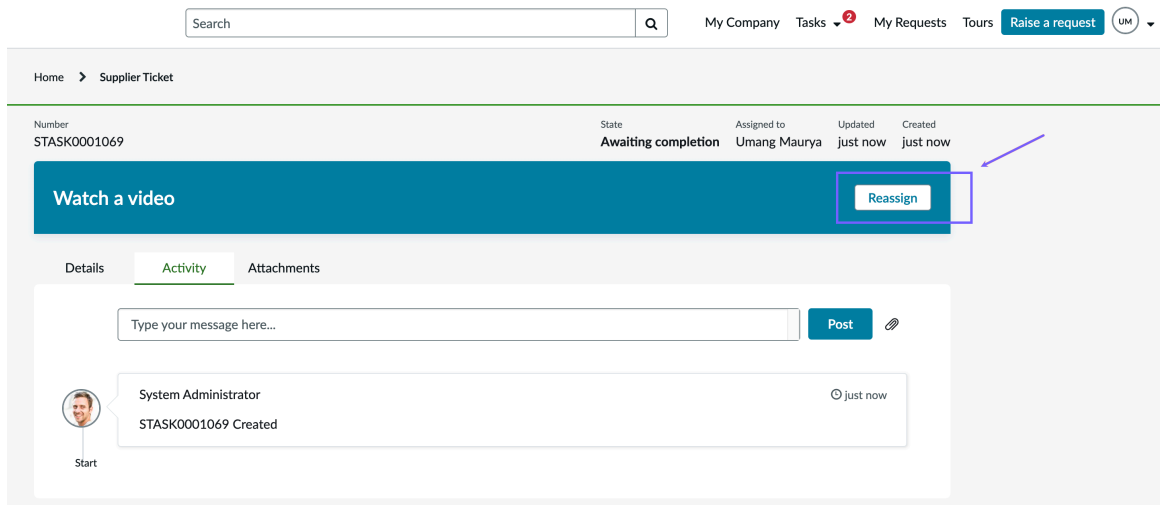 Search
My Company Tasks 2 My Requests Tours Raise a request UM
Home Supplier Ticket
Number State Assigned to Updated Created
STASK0001069 Awaiting completion Umang Maurya just now just now
Watch a video Reassign
Details Activity Attachments
Type your message here... Post
System Administrator just now
STASK0001069 Created
Start